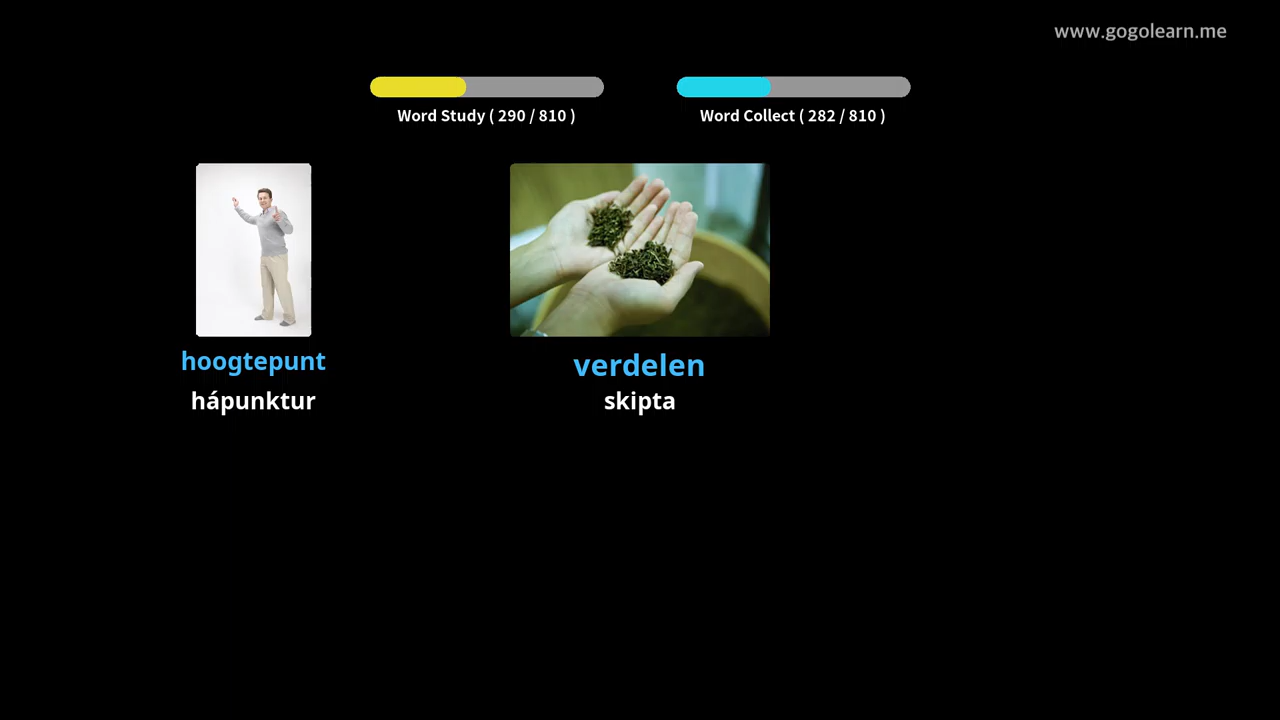 www.gogolearn.me
Word Study ( 290 / 810 )
Word Collect ( 282 / 810 )
hoogtepunt
hápunktur
verdelen
skipta